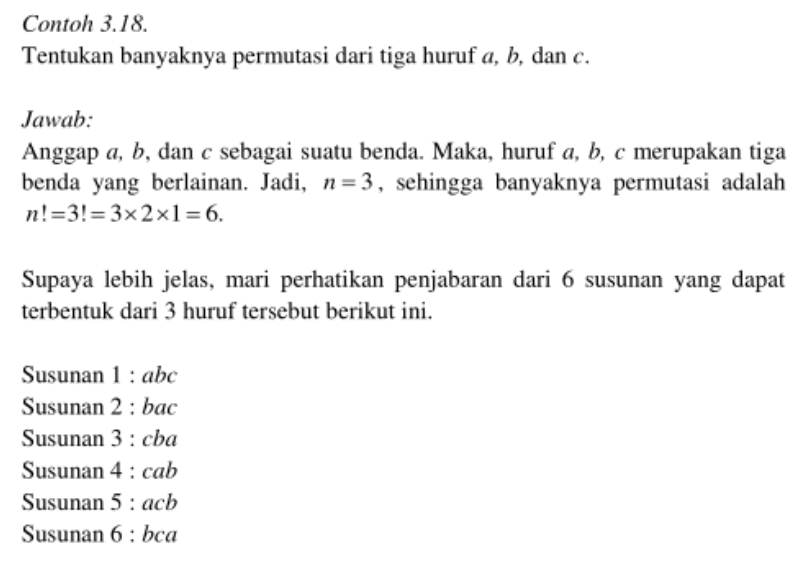 Contoh 3.18.
Tentukan banyaknya permutasi dari tiga huruf a, b, dan c.
Jawab:
Anggap a, b, dan c sebagai suatu benda. Maka, huruf a, b, c merupakan tiga
benda yang berlainan. Jadi, n = 3, sehingga banyaknya permutasi adalah
n! = 3! = 3 × 2 × 1 = 6.
Supaya lebih jelas, mari perhatikan penjabaran dari 6 susunan yang dapat
terbentuk dari 3 huruf tersebut berikut ini.
Susunan 1 : abc
Susunan 2 : bac
Susunan 3 : cba
Susunan 4 : cab
Susunan 5 : acb
Susunan 6 : bca